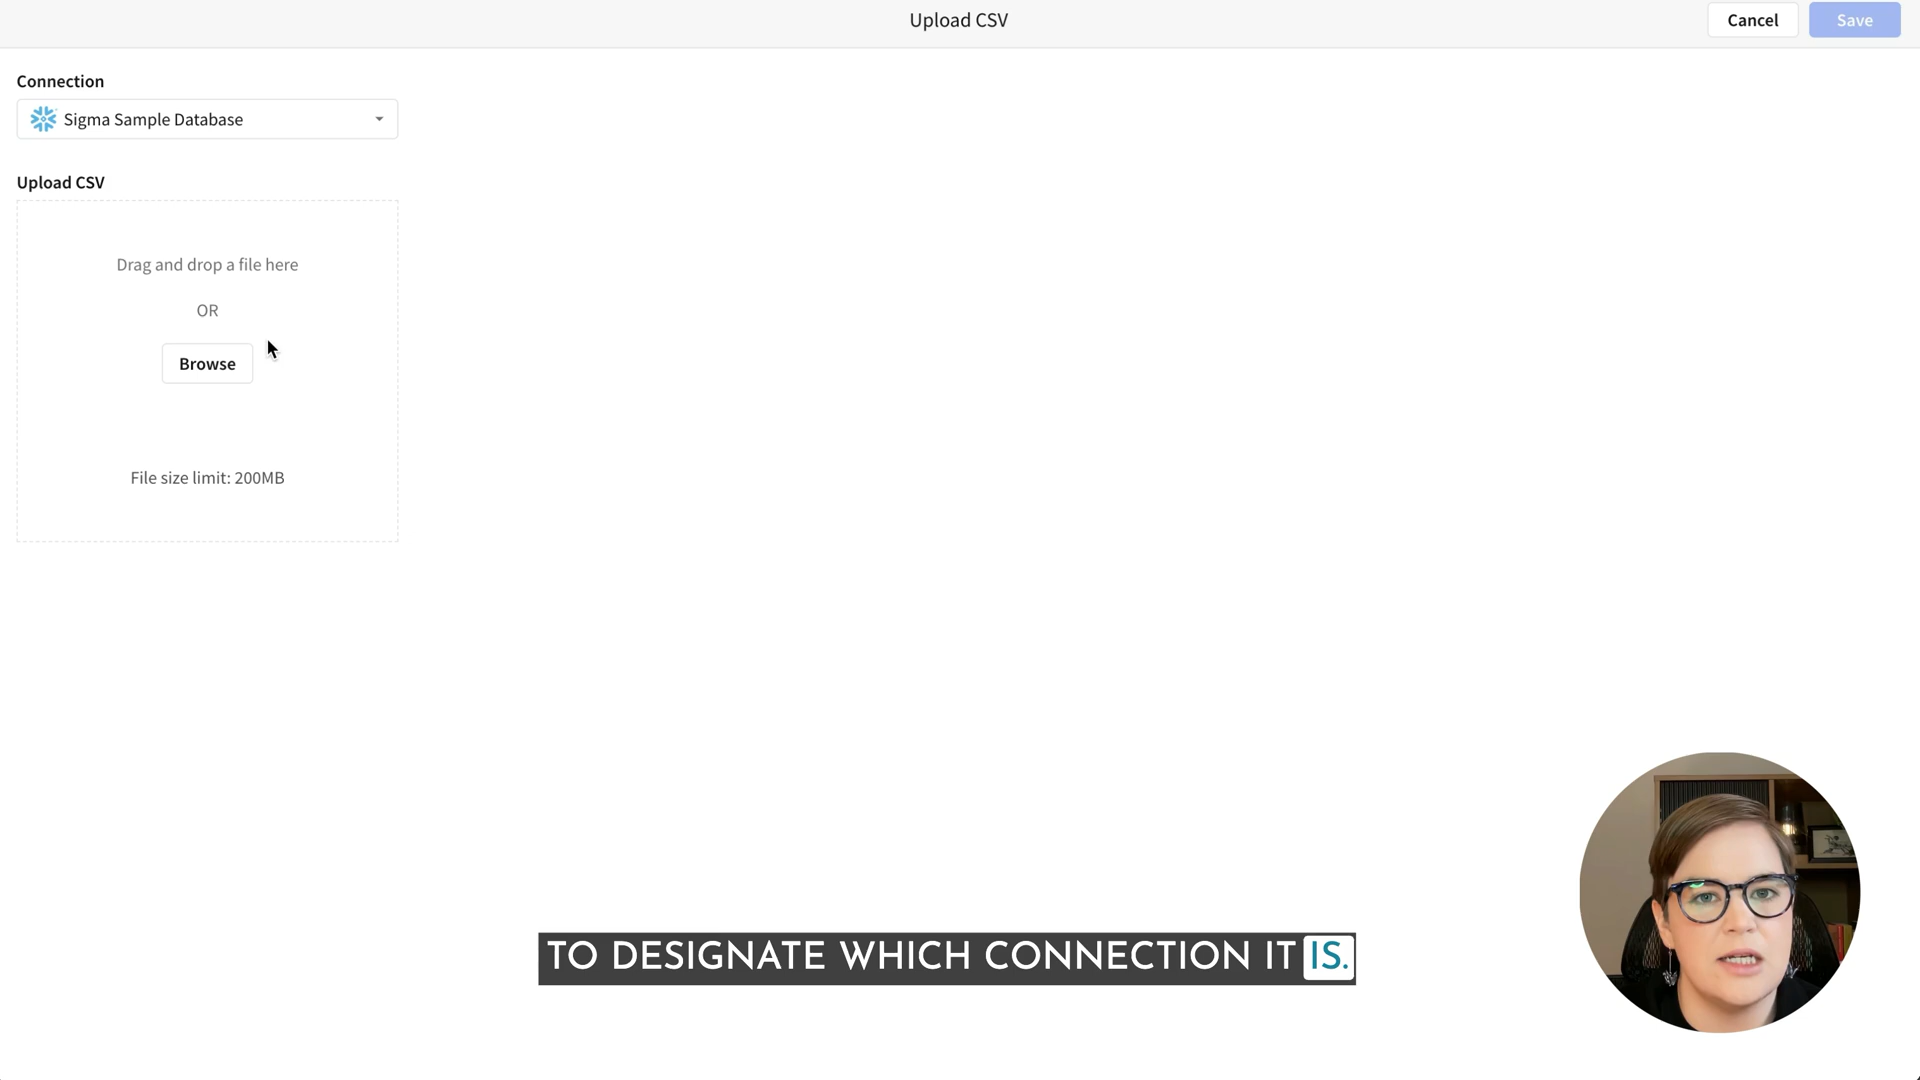 Upload CSV
Cancel
Save
Connection
Sigma Sample Database
Upload CSV
Drag and drop a file here
OR
Browse
File size limit: 200MB
TO DESIGNATE WHICH CONNECTION IT IS.